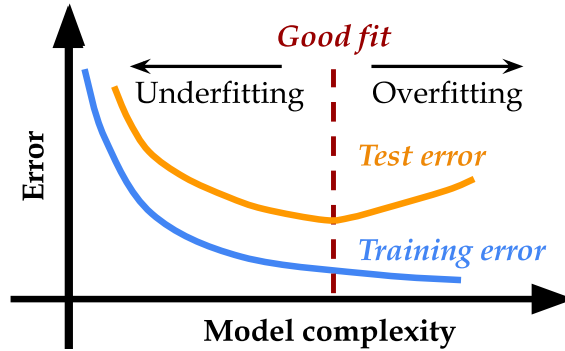 Good fit
Underfitting
Overfitting
Error
Test error
Training error
Model complexity